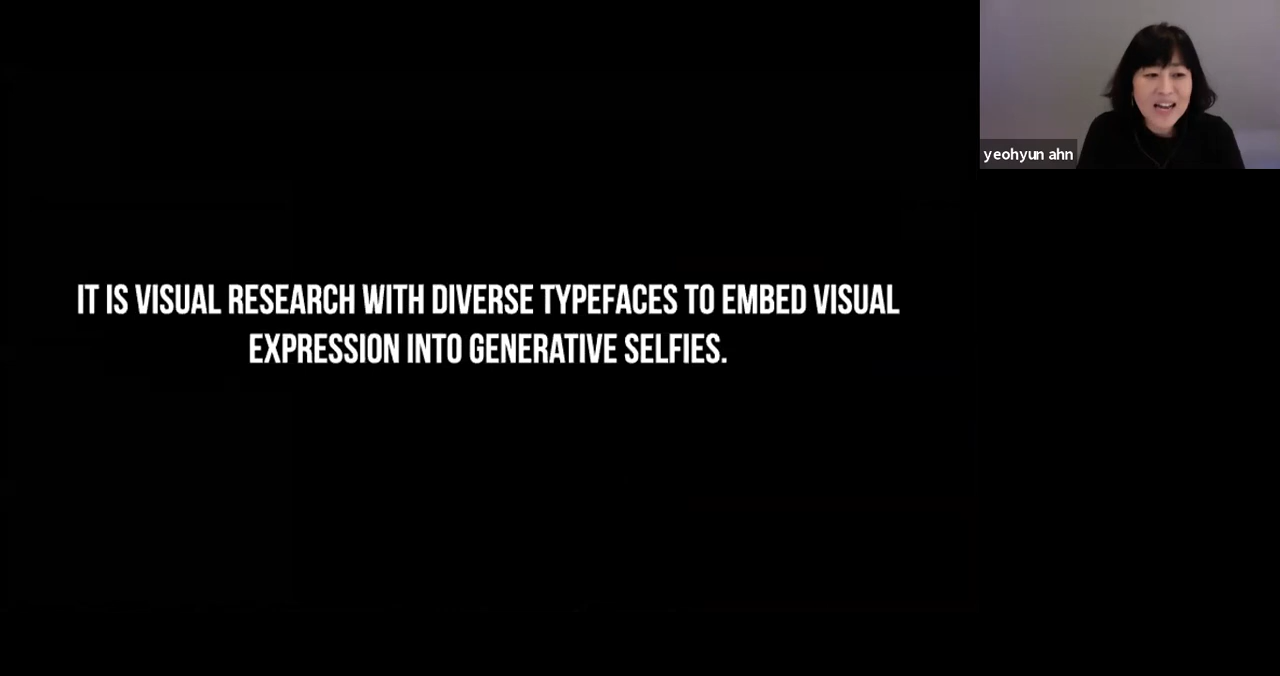 yeohyun ahn
IT IS VISUAL RESEARCH WITH DIVERSE TYPEFACES TO EMBED VISUAL
EXPRESSION INTO GENERATIVE SELFIES.